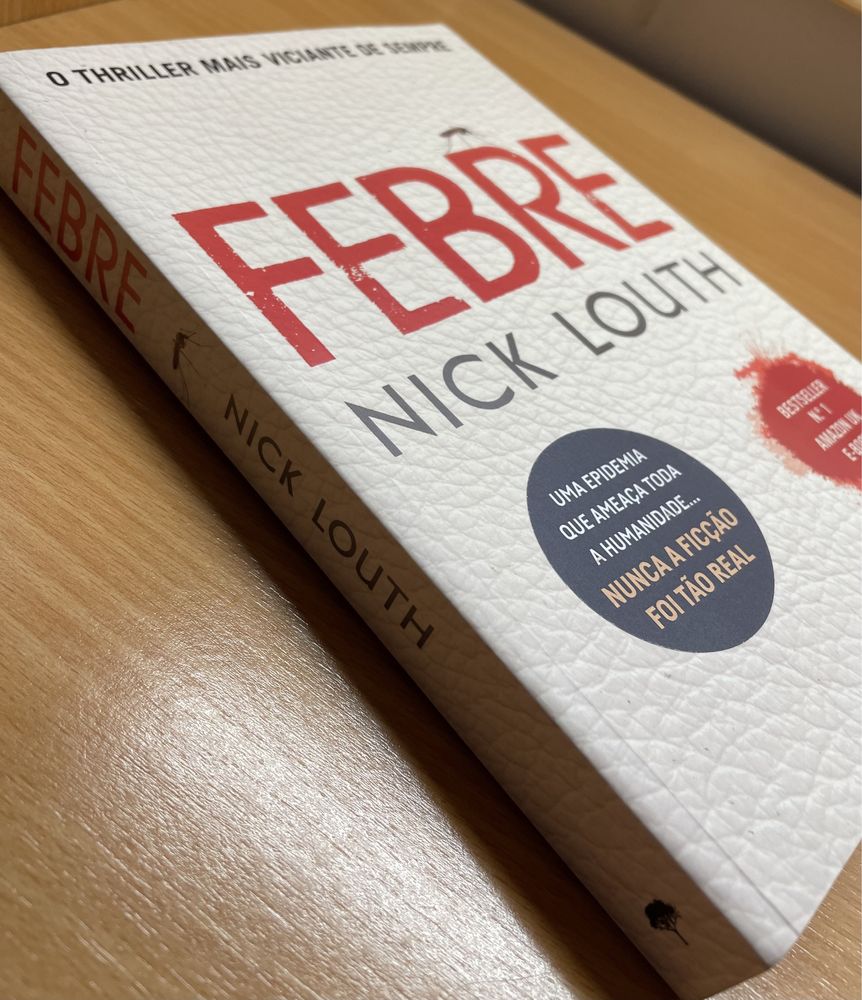 O THRILLER MAIS VICIANTE DE SEMPRE
FEBRE
NICK LOUTH
BESTSELLER
N.º 1
AMAZON UK
UMA EPIDEMIA
QUE AMEAÇA TODA
A HUMANIDADE...
NUNCA A FICÇÃO
FOI TÃO REAL
FEBRE
NICK LOUTH